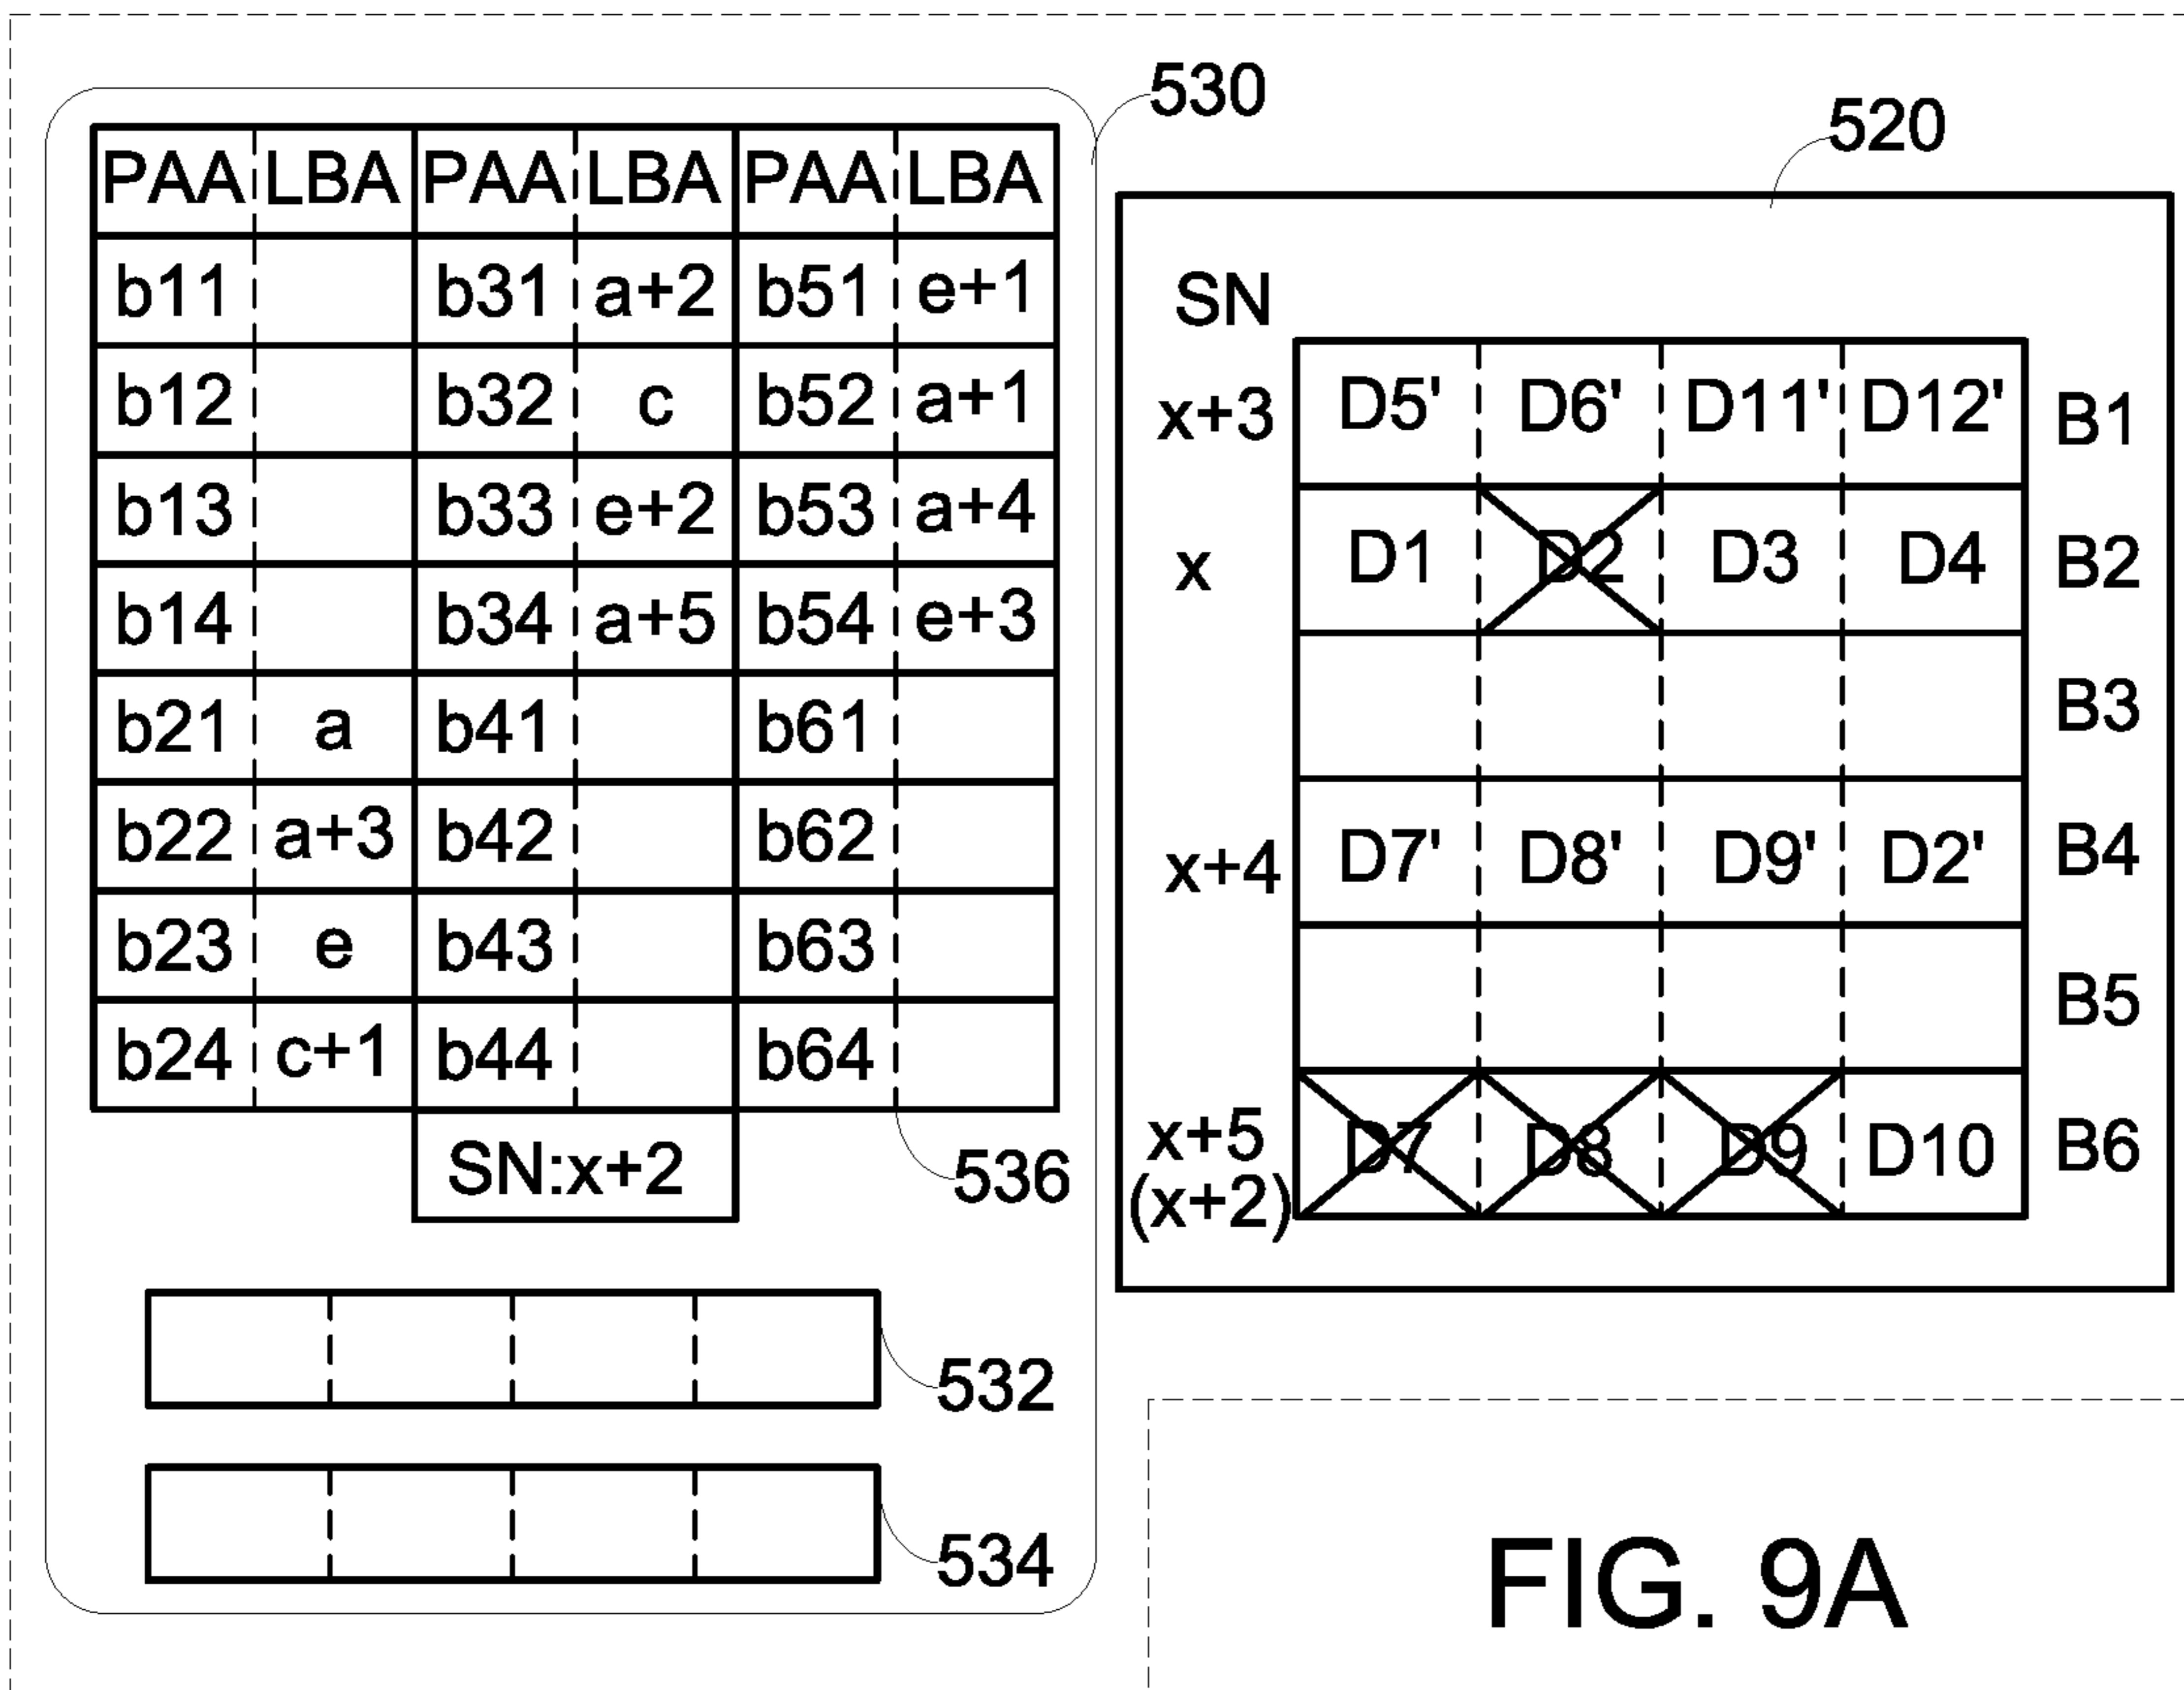 530
PAA LBA PAA LBA PAA LBA
b11 b31 a+2 b51 e+1
b12 b32 c b52 a+1
b13 b33 e+2 b53 a+4
b14 b34 a+5 b54 e+3
b21 a b41 b61
b22 a+3 b42 b62
b23 e b43 b63
b24 c+1 b44 b64
SN:x+2
536
532
534
520
SN
x+3 D5' D6' D11' D12' B1
x D1 D2 D3 D4 B2
B3
x+4 D7' D8' D9' D2' B4
B5
x+5 D7 D8 D9 D10 B6
(x+2)
FIG. 9A